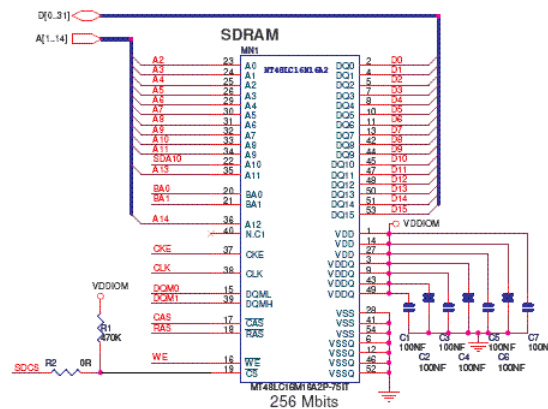 D[0..31]
A[1..14]
SDRAM
MN1
MT48LC16M16A2
A2 23 A0 DQ0 2 D0
A3 24 A1 DQ1 4 D1
A4 25 A2 DQ2 5 D2
A5 26 A3 DQ3 7 D3
A6 29 A4 DQ4 8 D4
A7 30 A5 DQ5 10 D5
A8 31 A6 DQ6 11 D6
A9 32 A7 DQ7 13 D7
A10 33 A8 DQ8 42 D8
A11 34 A9 DQ9 44 D9
SDA10 22 A10 DQ10 45 D10
A13 35 A11 DQ11 47 D11
DQ12 48 D12
BA0 20 BA0 DQ13 50 D13
BA1 21 BA1 DQ14 51 D14
DQ15 53 D15
A14 36 A12
40 N.C1
VDDIOM
VDD 1
VDD 14
CKE 37 CKE VDD 27
VDDQ 3
CLK 38 CLK VDDQ 9
VDDQ 43
DQM0 15 DQML VDDQ 49
DQM1 39 DQMH
VDDIOM
VSS 28
CAS 17 CAS VSS 41
RAS 18 RAS VSS 54
VSSQ 6
VSSQ 12
WE 16 WE VSSQ 46
19 CS VSSQ 52
R1
470K
SDCS R2 0R
C1 C3 C5 C7
100NF 100NF 100NF 100NF
C2 C4 C6
100NF 100NF 100NF
MT48LC16M16A2P-75IT
256 Mbits